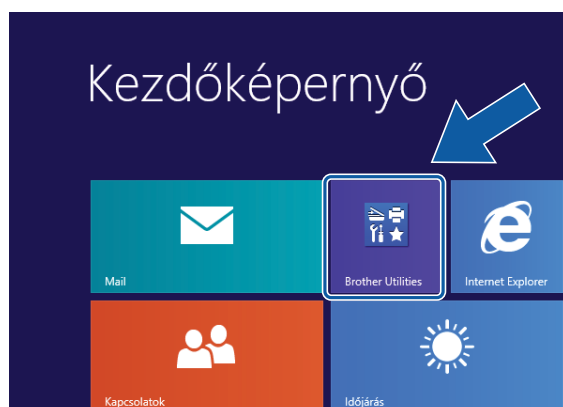 Kezdőképernyő
Mail
Brother Utilities
Internet Explorer
Kapcsolatok
Időjárás